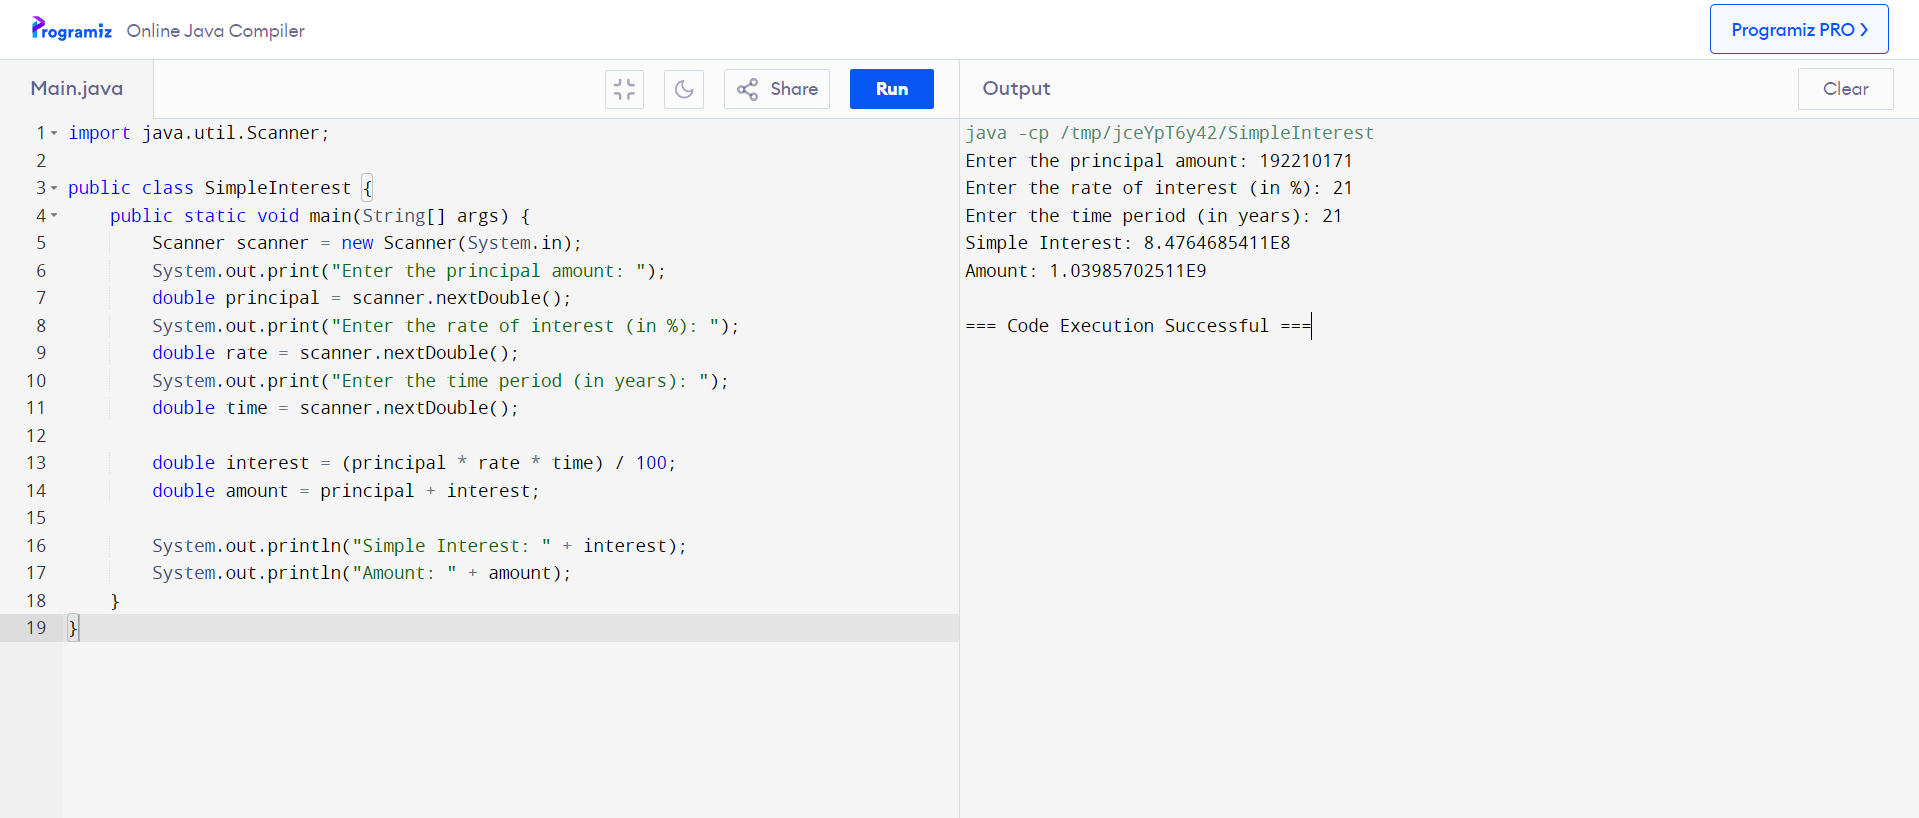 Programiz Online Java Compiler
Programiz PRO
Main.java
Share
Run
Output
Clear
1 import java.util.Scanner;
2
3 public class SimpleInterest {
4     public static void main(String[] args) {
5         Scanner scanner = new Scanner(System.in);
6         System.out.print("Enter the principal amount: ");
7         double principal = scanner.nextDouble();
8         System.out.print("Enter the rate of interest (in %): ");
9         double rate = scanner.nextDouble();
10         System.out.print("Enter the time period (in years): ");
11         double time = scanner.nextDouble();
12
13         double interest = (principal * rate * time) / 100;
14         double amount = principal + interest;
15
16         System.out.println("Simple Interest: " + interest);
17         System.out.println("Amount: " + amount);
18     }
19 }
java -cp /tmp/jceYpT6y42/SimpleInterest
Enter the principal amount: 192210171
Enter the rate of interest (in %): 21
Enter the time period (in years): 21
Simple Interest: 8.4764685411E8
Amount: 1.03985702511E9
=== Code Execution Successful ===